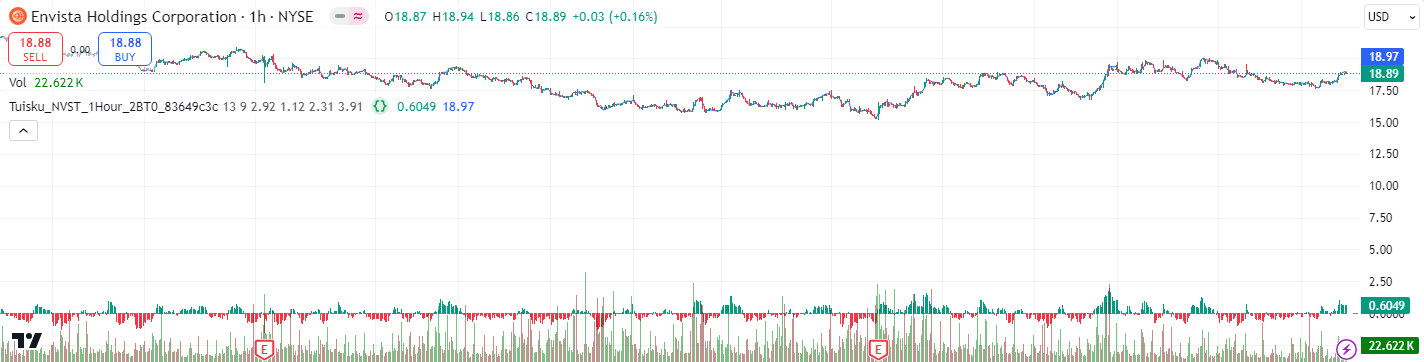 Envista Holdings Corporation · 1h · NYSE O18.87 H18.94 L18.86 C18.89 +0.03 (+0.16%)
USD
18.88 0.00 18.88
SELL BUY
Vol 22.622 K
Tuisku_NVST_1Hour_2BT0_83649c3c 13 9 2.92 1.12 2.31 3.91 0.6049 18.97
18.97
18.89
17.50
15.00
12.50
10.00
7.50
5.00
2.50
0.6049
0.0000
22.622 K
E E